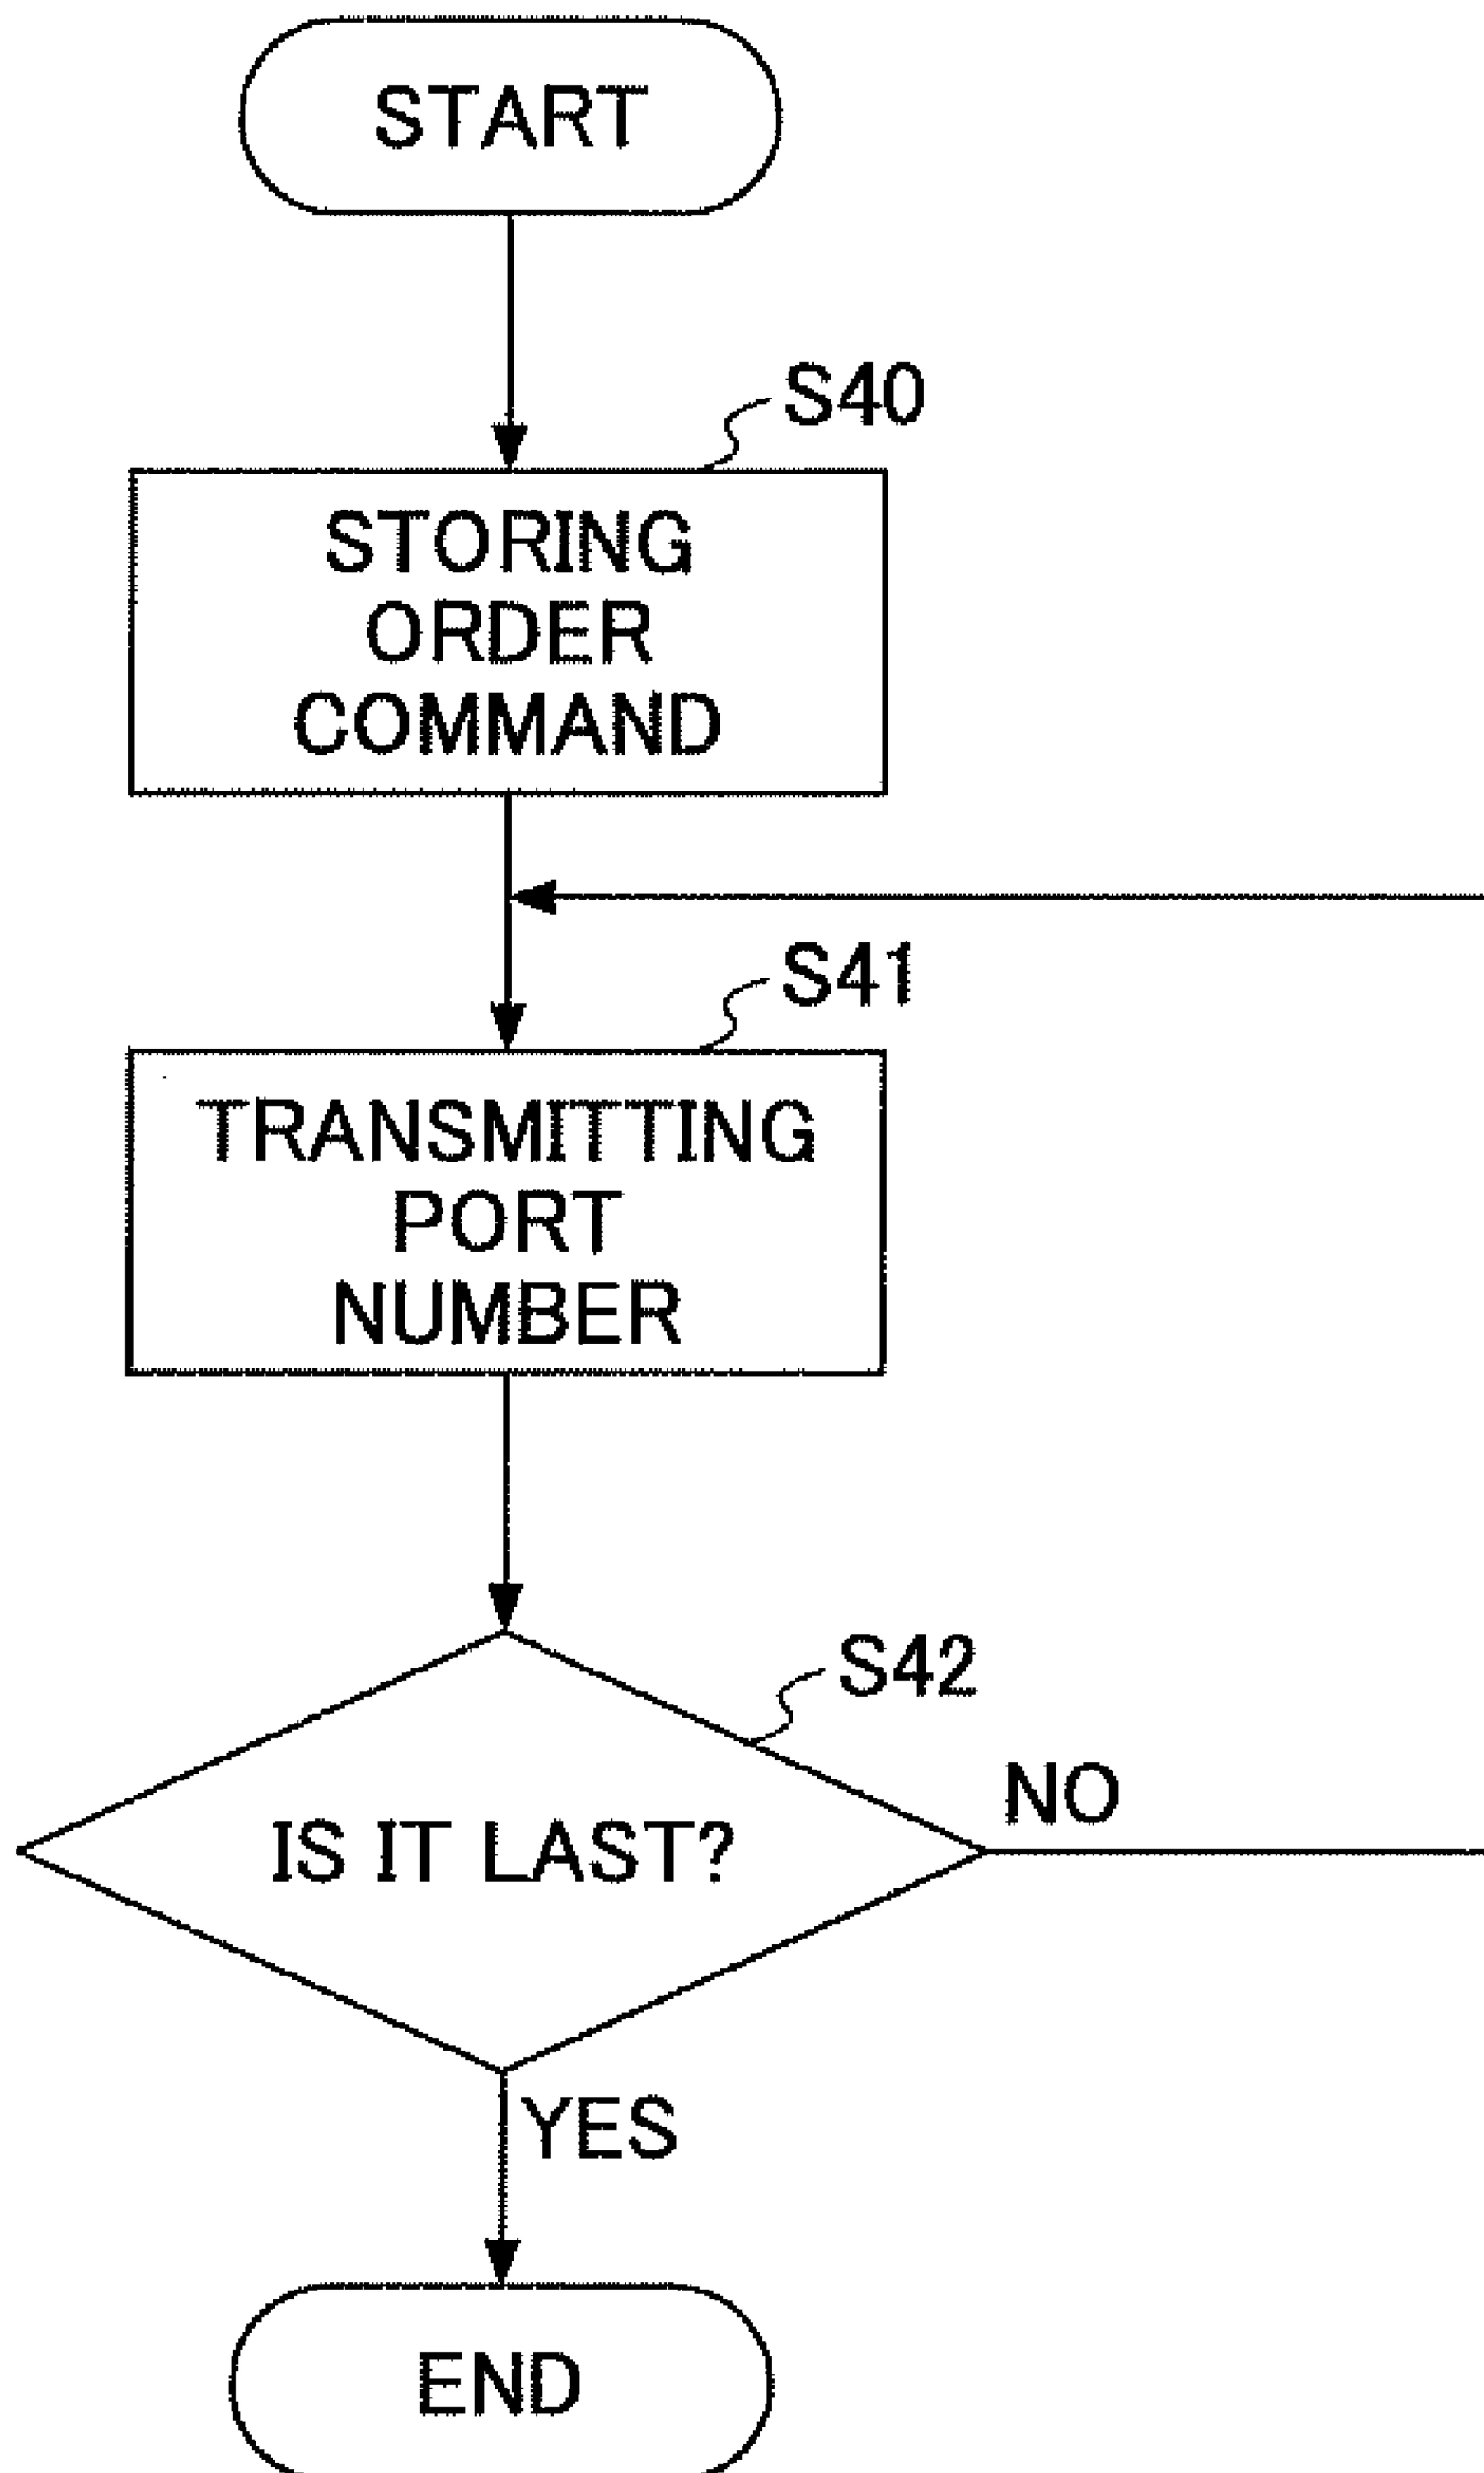 START
S40
STORING
ORDER
COMMAND
S41
TRANSMITTING
PORT
NUMBER
S42
IS IT LAST?
NO
YES
END